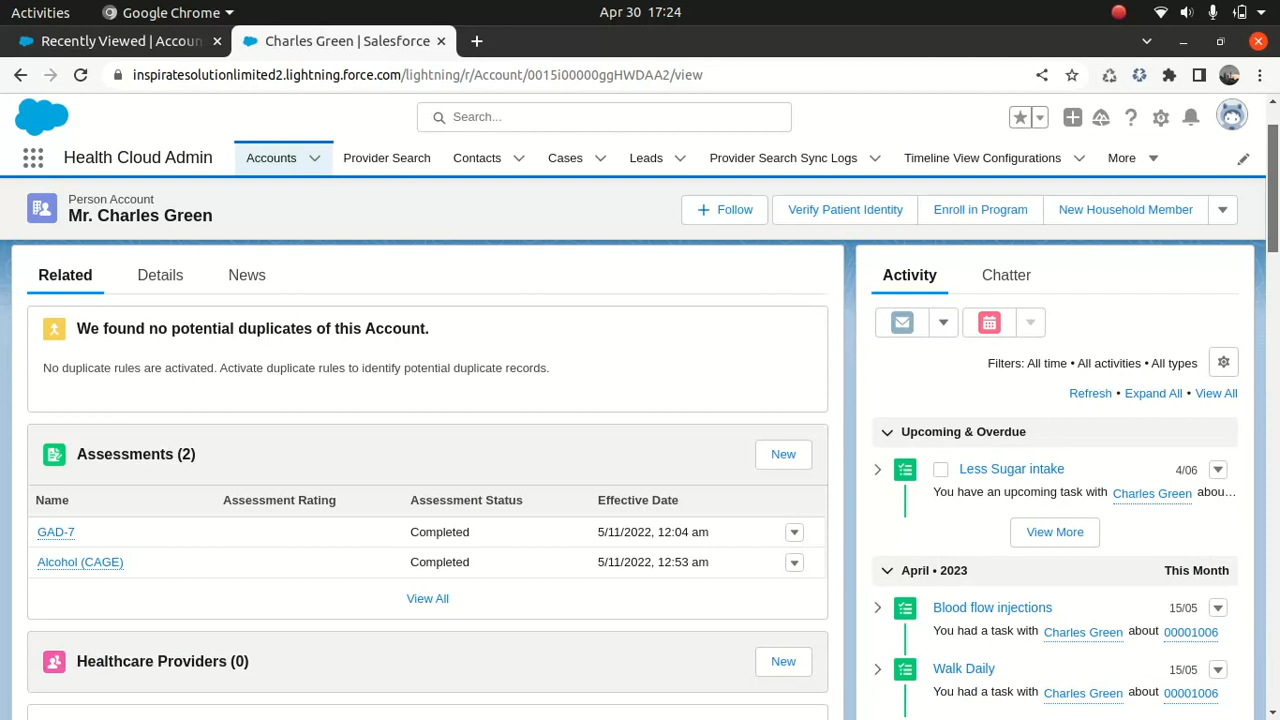 Activities Google Chrome Apr 30 17:24
Recently Viewed | Accoun Charles Green | Salesforce
inspiratesolutionlimited2.lightning.force.com/lightning/r/Account/0015i00000ggHWDAA2/view
Search...
Health Cloud Admin Accounts Provider Search Contacts Cases Leads Provider Search Sync Logs Timeline View Configurations More
Person Account
Mr. Charles Green
Follow Verify Patient Identity Enroll in Program New Household Member
Related Details News
We found no potential duplicates of this Account.
No duplicate rules are activated. Activate duplicate rules to identify potential duplicate records.
Assessments (2) New
Name Assessment Rating Assessment Status Effective Date
GAD-7 Completed 5/11/2022, 12:04 am
Alcohol (CAGE) Completed 5/11/2022, 12:53 am
View All
Healthcare Providers (0) New
Activity Chatter
Filters: All time • All activities • All types
Refresh • Expand All • View All
Upcoming & Overdue
Less Sugar intake 4/06
You have an upcoming task with Charles Green abou…
View More
April • 2023 This Month
Blood flow injections 15/05
You had a task with Charles Green about 00001006
Walk Daily 15/05
You had a task with Charles Green about 00001006